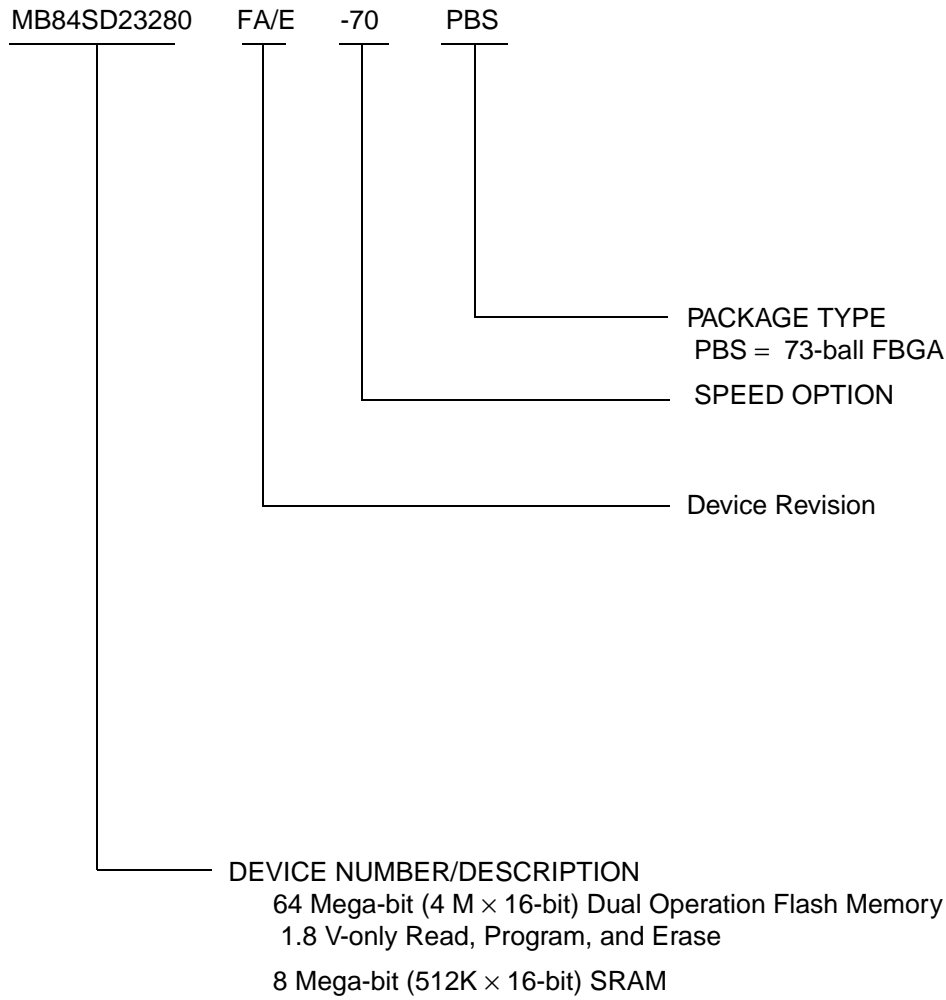 MB84SD23280 FA/E -70 PBS
PACKAGE TYPE
PBS = 73-ball FBGA
SPEED OPTION
Device Revision
DEVICE NUMBER/DESCRIPTION
64 Mega-bit (4 M × 16-bit) Dual Operation Flash Memory
1.8 V-only Read, Program, and Erase
8 Mega-bit (512K × 16-bit) SRAM